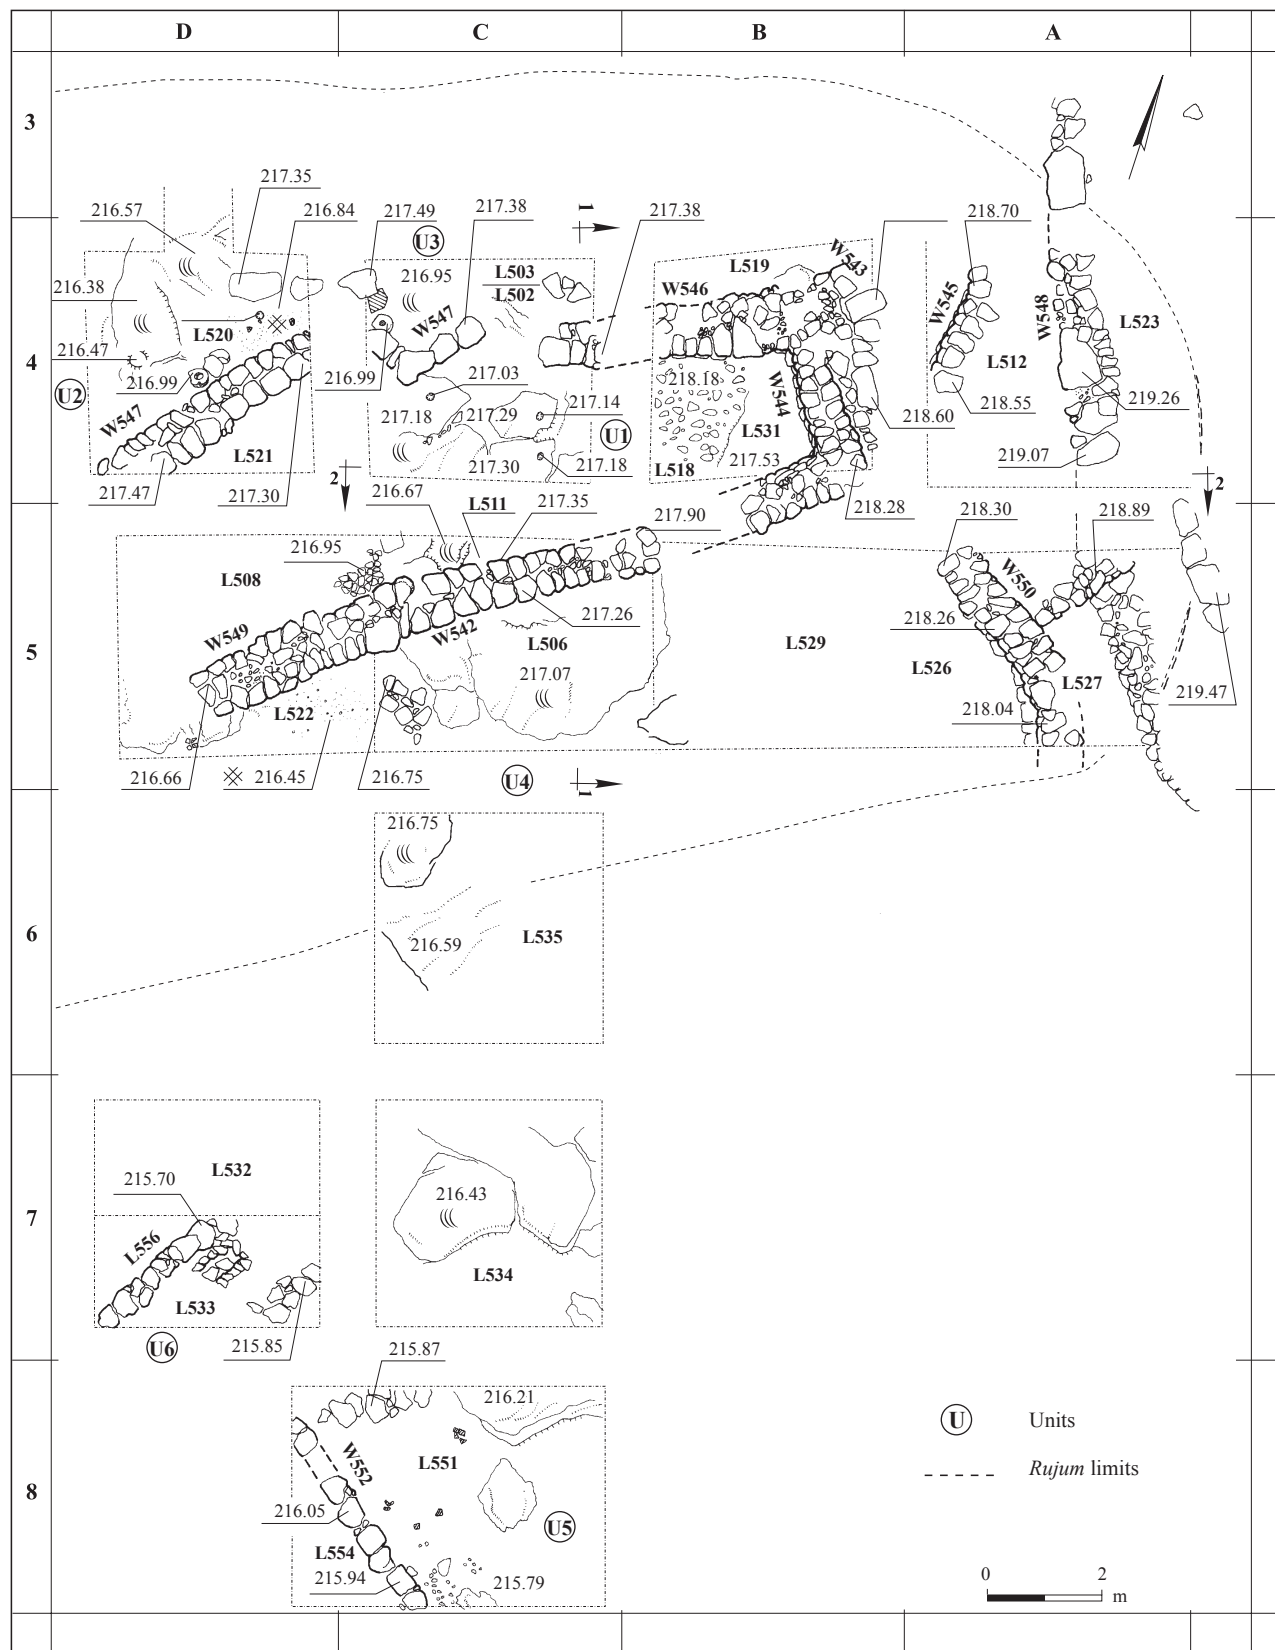 D C B A
3
217.35
216.57 216.84 217.49 217.38 1 217.38 218.70
U3
216.95 L503 L519 W543
216.38 L502 W546
W547 W545 W548 L523
L520
216.47 4 L512
216.99 216.99 217.03 218.18 W544
U2 217.18 217.29 217.14 218.60 218.55 219.26
W547 U1 L531
L521 217.30 217.18 L518 217.53 219.07
217.47 217.30 2 2
216.67 L511 217.35 217.90 218.28 218.30 218.89
216.95
L508 W550
W549 W542 217.26 218.26
5 L506 L529 L526
217.07 L527
L522 218.04 219.47
216.66 216.45 216.75 U4 1
216.75
6 216.59 L535
L532
215.70
7 216.43
L556
L533 L534
U6 215.85 215.87
216.21
U Units
W552 L551
Rujum limits
8
216.05 U5
L554
215.94 215.79 0 2
m